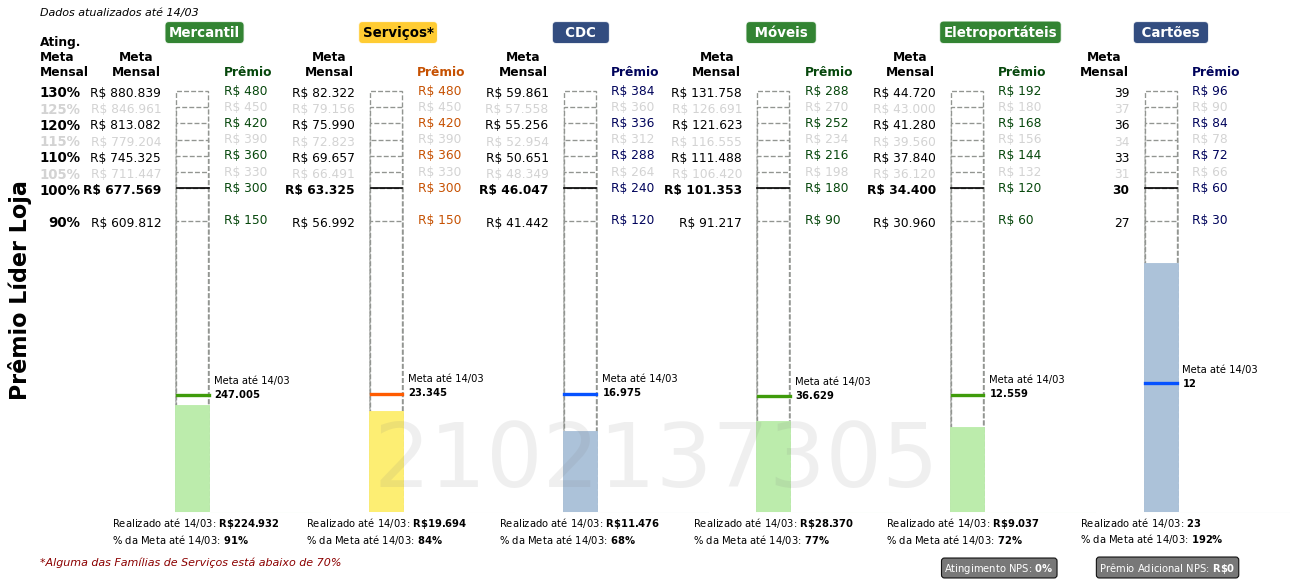 Dados atualizados até 14/03
Mercantil Serviços* CDC Móveis Eletroportáteis Cartões
Ating. Meta Mensal
Meta Mensal Prêmio Meta Mensal Prêmio Meta Mensal Prêmio Meta Mensal Prêmio Meta Mensal Prêmio Meta Mensal Prêmio
130% R$ 880.839 R$ 480 R$ 82.322 R$ 480 R$ 59.861 R$ 384 R$ 131.758 R$ 288 R$ 44.720 R$ 192 39 R$ 96
125% R$ 846.961 R$ 450 R$ 79.156 R$ 450 R$ 57.558 R$ 360 R$ 126.691 R$ 270 R$ 43.000 R$ 180 37 R$ 90
120% R$ 813.082 R$ 420 R$ 75.990 R$ 420 R$ 55.256 R$ 336 R$ 121.623 R$ 252 R$ 41.280 R$ 168 36 R$ 84
115% R$ 779.204 R$ 390 R$ 72.823 R$ 390 R$ 52.954 R$ 312 R$ 116.555 R$ 234 R$ 39.560 R$ 156 34 R$ 78
110% R$ 745.325 R$ 360 R$ 69.657 R$ 360 R$ 50.651 R$ 288 R$ 111.488 R$ 216 R$ 37.840 R$ 144 33 R$ 72
105% R$ 711.447 R$ 330 R$ 66.491 R$ 330 R$ 48.349 R$ 264 R$ 106.420 R$ 198 R$ 36.120 R$ 132 31 R$ 66
100% R$ 677.569 R$ 300 R$ 63.325 R$ 300 R$ 46.047 R$ 240 R$ 101.353 R$ 180 R$ 34.400 R$ 120 30 R$ 60
90% R$ 609.812 R$ 150 R$ 56.992 R$ 150 R$ 41.442 R$ 120 R$ 91.217 R$ 90 R$ 30.960 R$ 60 27 R$ 30
Prêmio Líder Loja
Meta até 14/03 Meta até 14/03 Meta até 14/03 Meta até 14/03 Meta até 14/03 Meta até 14/03
247.005 23.345 16.975 36.629 12.559 12
2102137305
Realizado até 14/03: R$224.932 Realizado até 14/03: R$19.694 Realizado até 14/03: R$11.476 Realizado até 14/03: R$28.370 Realizado até 14/03: R$9.037 Realizado até 14/03: 23
% da Meta até 14/03: 91% % da Meta até 14/03: 84% % da Meta até 14/03: 68% % da Meta até 14/03: 77% % da Meta até 14/03: 72% % da Meta até 14/03: 192%
*Alguma das Famílias de Serviços está abaixo de 70%
Atingimento NPS: 0% Prêmio Adicional NPS: R$0